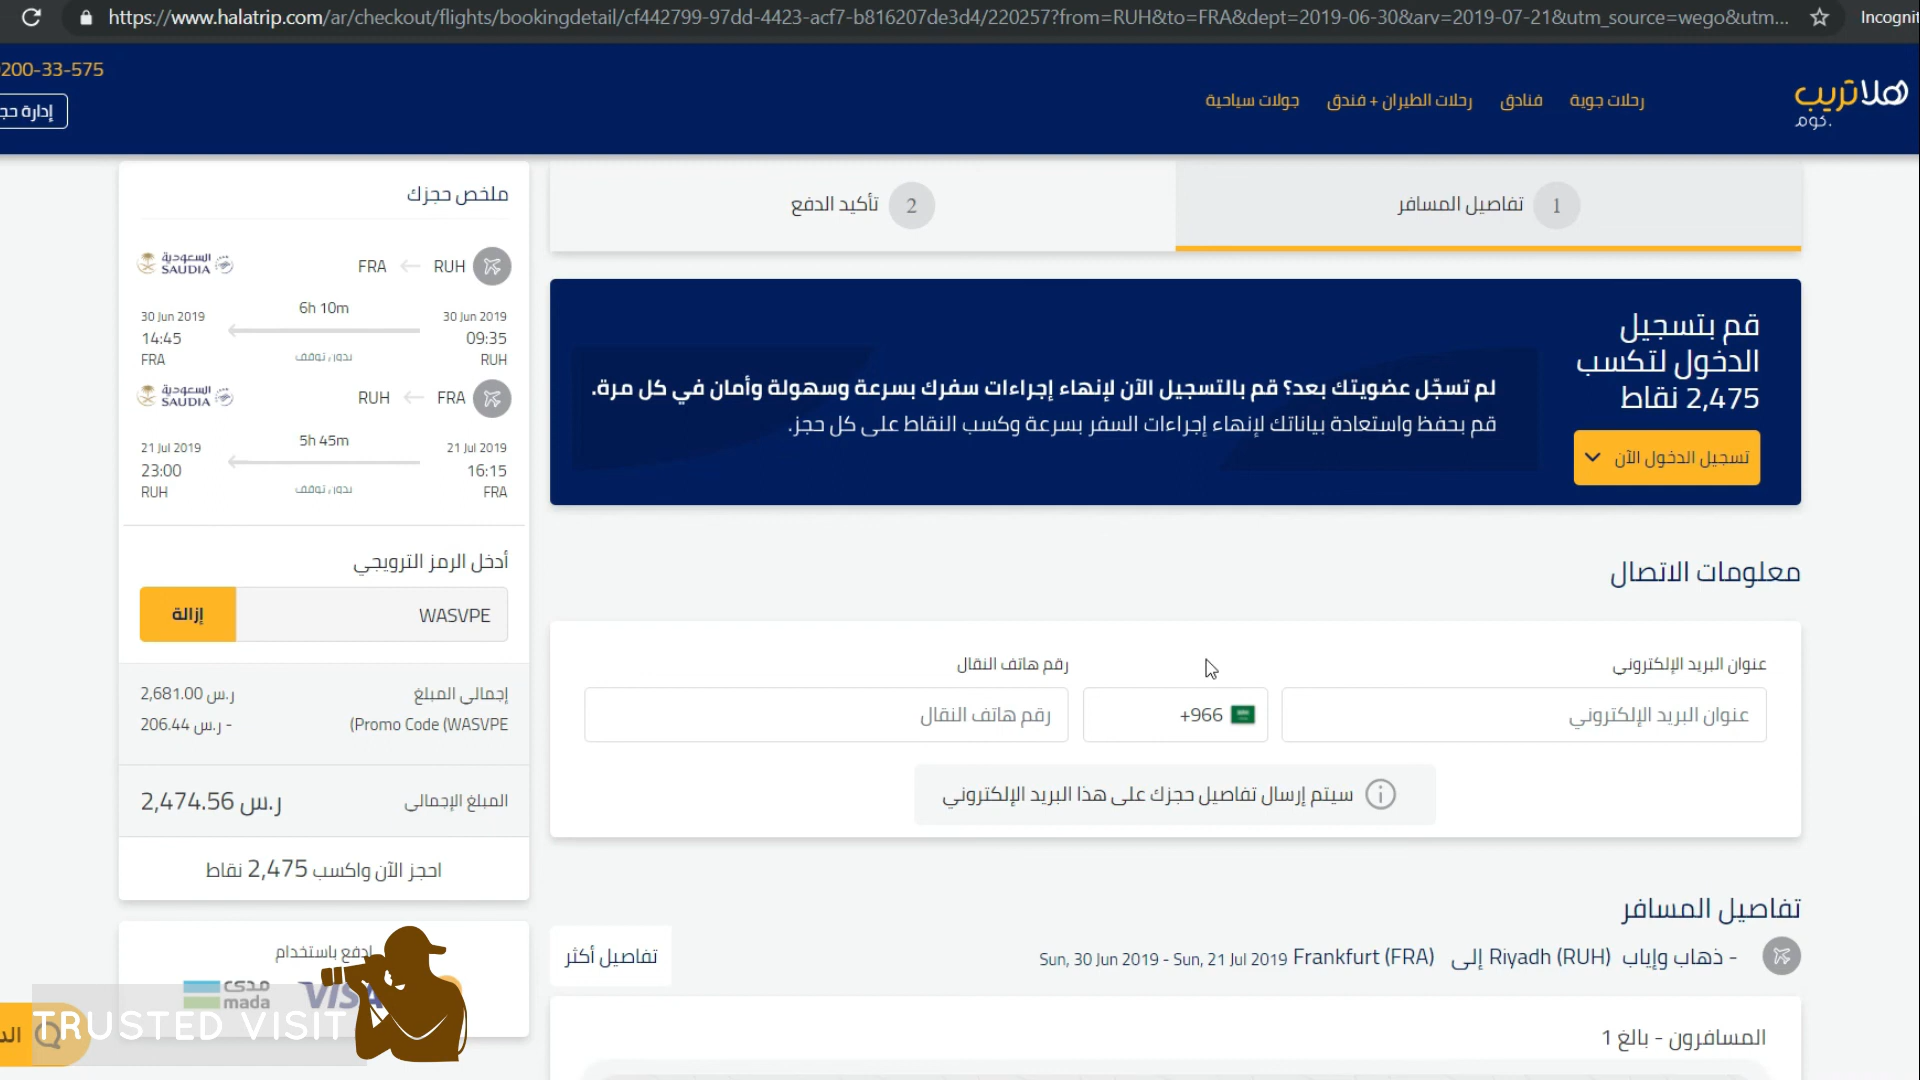 https://www.halatrip.com/ar/checkout/flights/bookingdetail/cf442799-97dd-4423-acf7-b816207de3d4/220257?from=RUH&to=FRA&dept=2019-06-30&arv=2019-07-21&utm_source=wego&utm...
Incognit
200-33-575
هلاتريب
.كوم
رحلات جوية
فنادق
رحلات الطيران + فندق
جولات سياحية
1 تفاصيل المسافر
2 تأكيد الدفع
قم بتسجيل
الدخول لتكسب
2,475 نقاط
تسجيل الدخول الآن
لم تسجّل عضويتك بعد؟ قم بالتسجيل الآن لإنهاء إجراءات سفرك بسرعة وسهولة وأمان في كل مرة.
قم بحفظ واستعادة بياناتك لإنهاء إجراءات السفر بسرعة وكسب النقاط على كل حجز.
معلومات الاتصال
عنوان البريد الإلكتروني
رقم هاتف النقال
عنوان البريد الإلكتروني
+966
رقم هاتف النقال
سيتم إرسال تفاصيل حجزك على هذا البريد الإلكتروني
تفاصيل المسافر
- ذهاب وإياب Riyadh (RUH) إلى Frankfurt (FRA) Sun, 30 Jun 2019 - Sun, 21 Jul 2019
تفاصيل أكثر
المسافرون - بالغ 1
ملخص حجزك
RUH FRA
السعودية
SAUDIA
30 Jun 2019 6h 10m 30 Jun 2019
09:35 14:45
RUH بدون توقف FRA
FRA RUH
السعودية
SAUDIA
21 Jul 2019 5h 45m 21 Jul 2019
16:15 23:00
FRA بدون توقف RUH
أدخل الرمز الترويجي
WASVPE
إزالة
إجمالي المبلغ ر.س 2,681.00
Promo Code (WASVPE) - ر.س 206.44
المبلغ الإجمالي ر.س 2,474.56
احجز الآن واكسب 2,475 نقاط
ادفع باستخدام
مدى
mada
VISA
TRUSTED VISIT